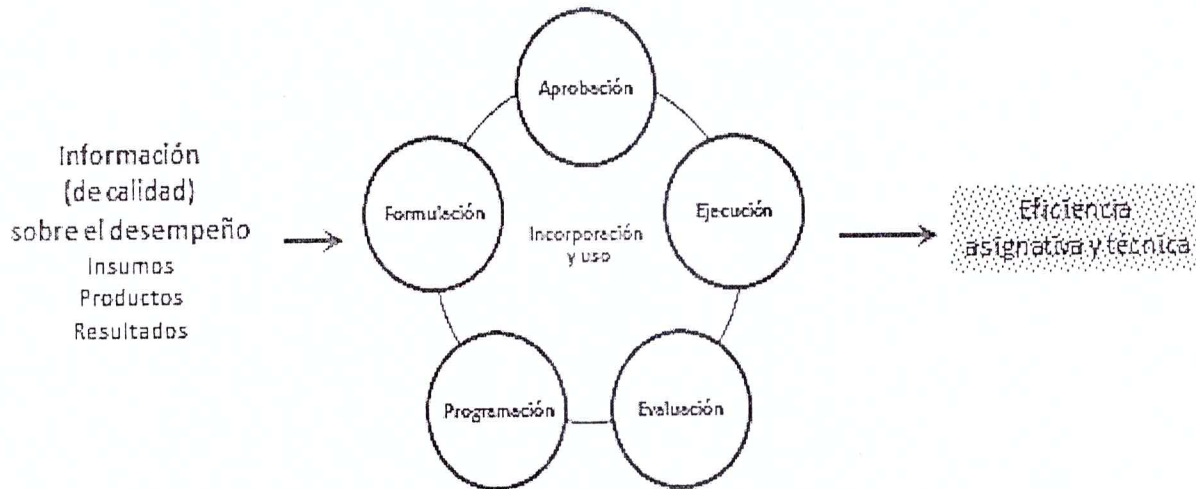 Información
(de calidad)
sobre el desempeño
Insumos
Productos
Resultados
Aprobación
Formulación
Ejecución
Incorporación
y uso
Programación
Evaluación
Eficiencia
asignativa y técnica